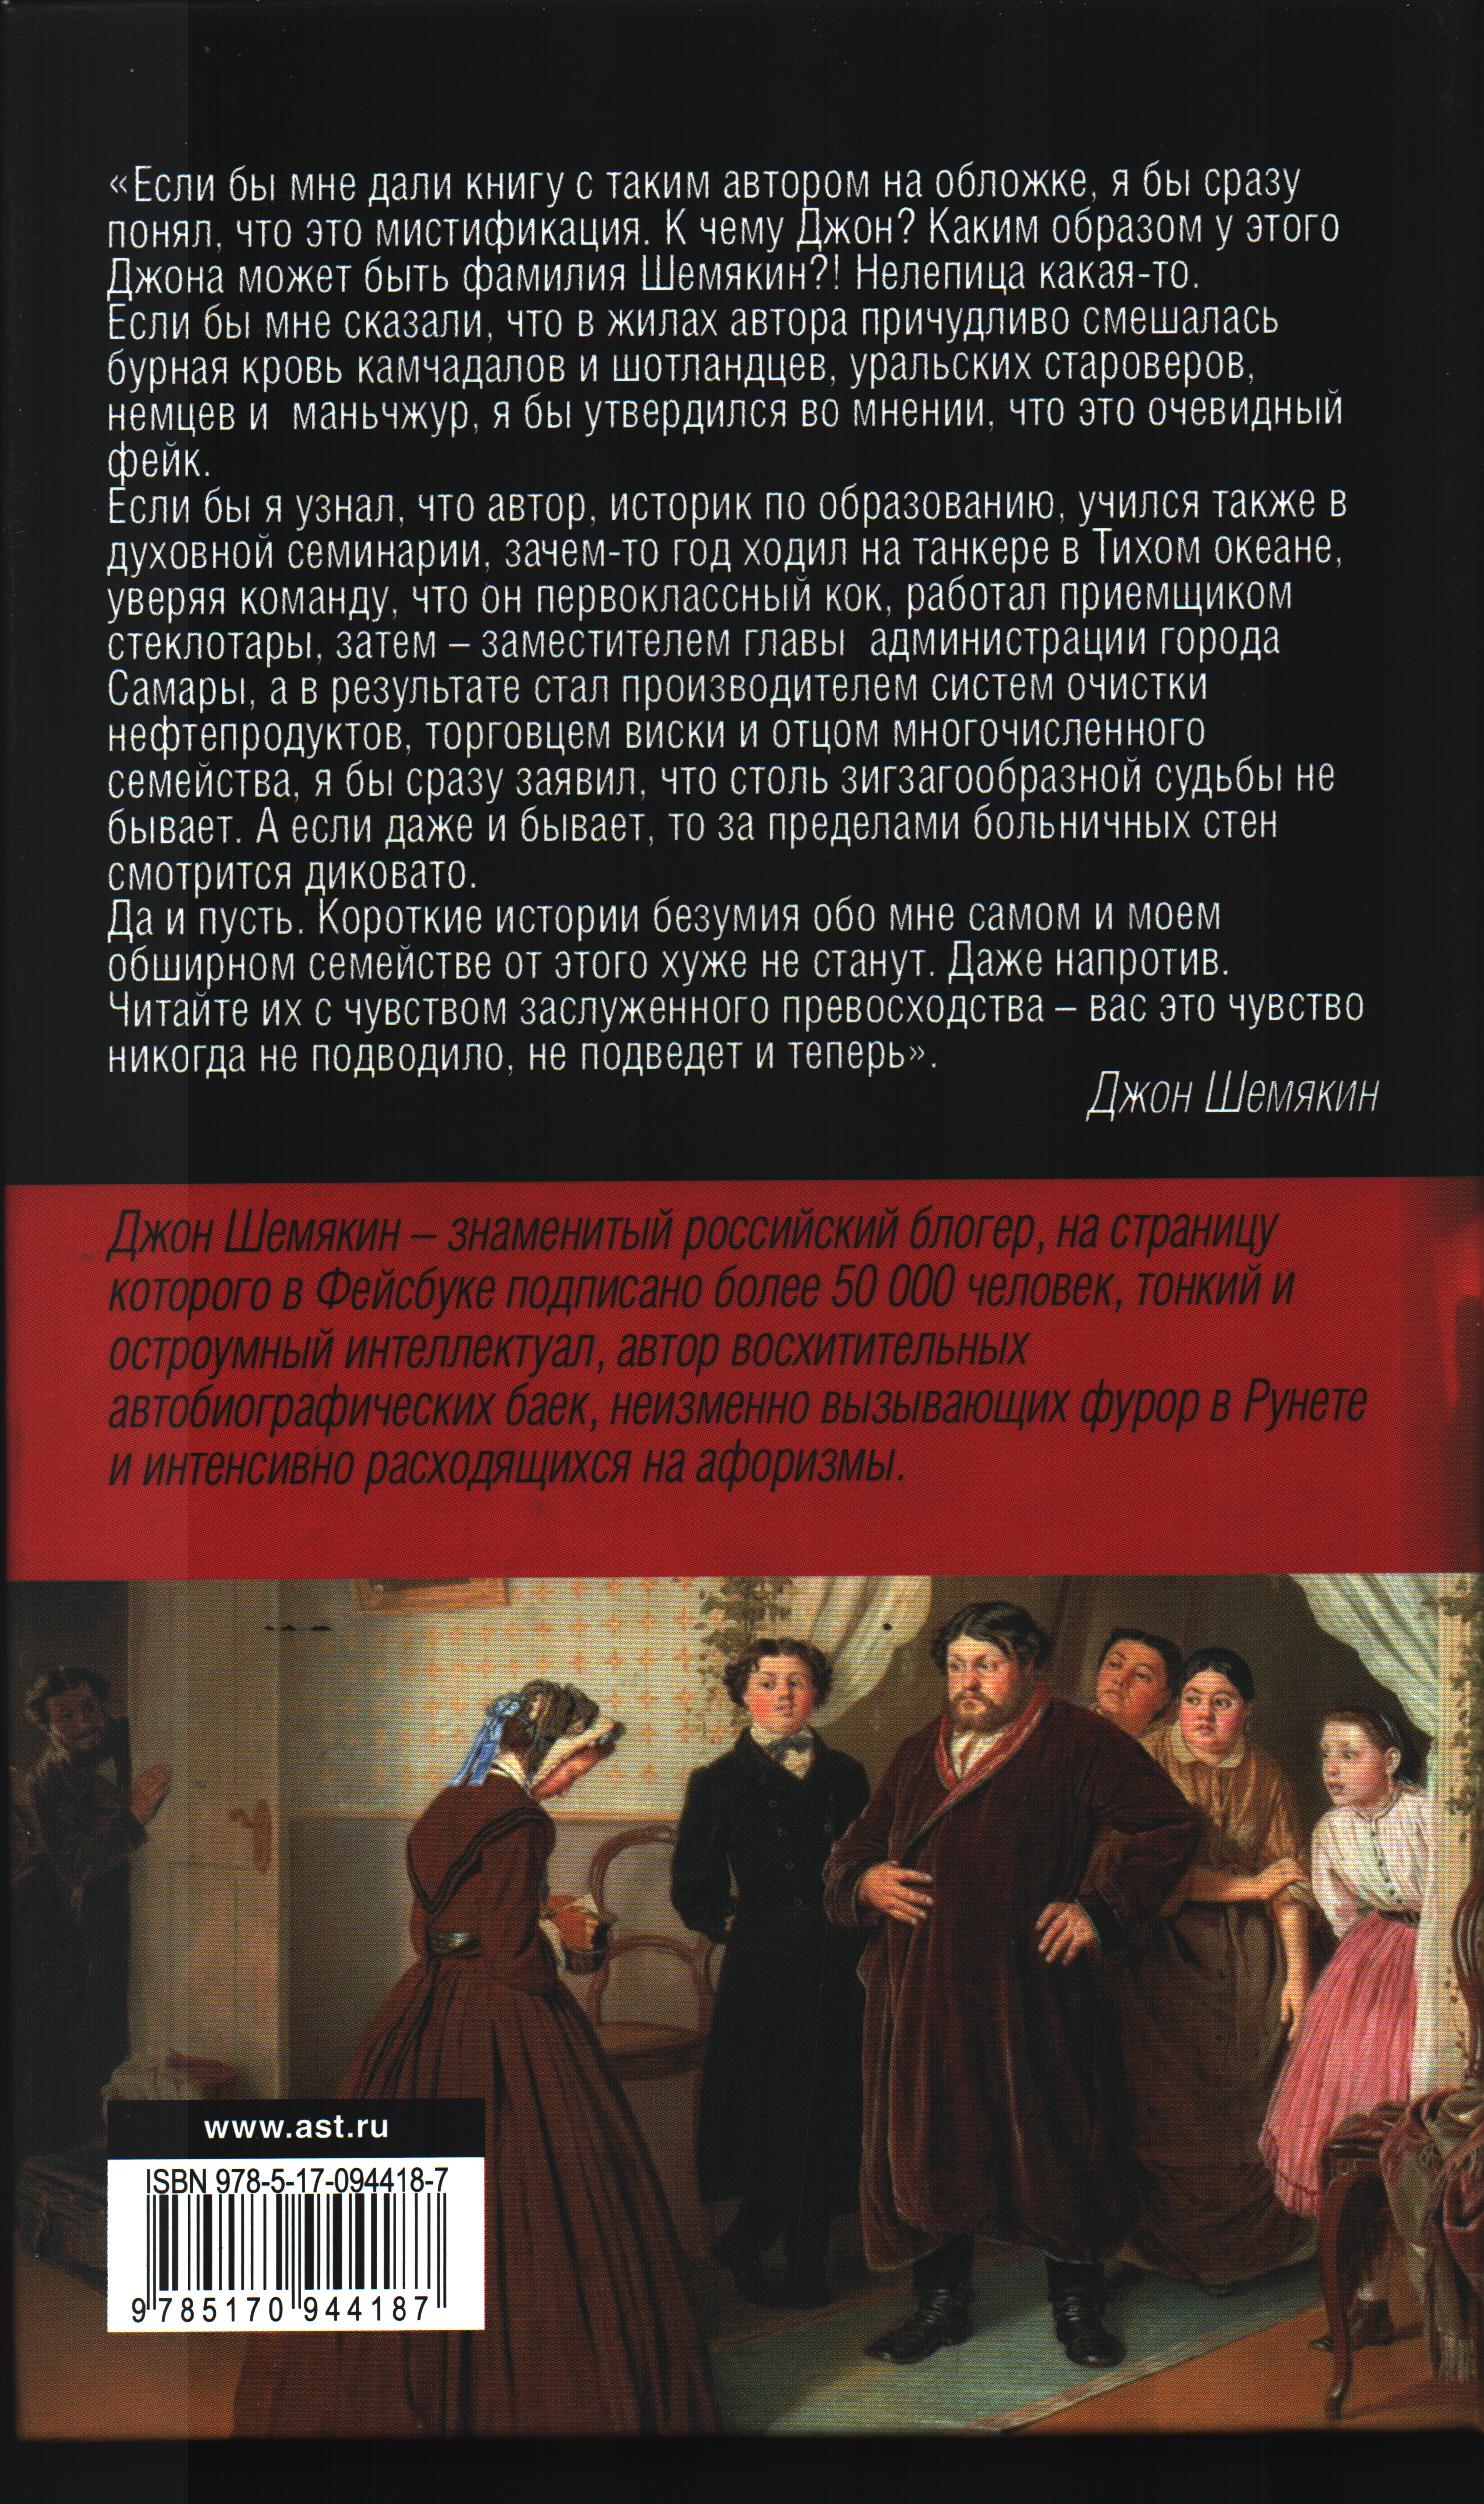 «Если бы мне дали книгу с таким автором на обложке, я бы сразу
понял, что это мистификация. К чему Джон? Каким образом у этого
Джона может быть фамилия Шемякин?! Нелепица какая-то.
Если бы мне сказали, что в жилах автора причудливо смешалась
бурная кровь камчадалов и шотландцев, уральских староверов,
немцев и маньчжур, я бы утвердился во мнении, что это очевидный
фейк.
Если бы я узнал, что автор, историк по образованию, учился также в
духовной семинарии, зачем-то год ходил на танкере в Тихом океане,
уверяя команду, что он первоклассный кок, работал приемщиком
стеклотары, затем – заместителем главы администрации города
Самары, а в результате стал производителем систем очистки
нефтепродуктов, торговцем виски и отцом многочисленного
семейства, я бы сразу заявил, что столь зигзагообразной судьбы не
бывает. А если даже и бывает, то за пределами больничных стен
смотрится диковато.
Да и пусть. Короткие истории безумия обо мне самом и моем
обширном семействе от этого хуже не станут. Даже напротив.
Читайте их с чувством заслуженного превосходства – вас это чувство
никогда не подводило, не подведет и теперь».
Джон Шемякин
Джон Шемякин – знаменитый российский блогер, на страницу
которого в Фейсбуке подписано более 50 000 человек, тонкий и
остроумный интеллектуал, автор восхитительных
автобиографических баек, неизменно вызывающих фурор в Рунете
и интенсивно расходящихся на афоризмы.
www.ast.ru
ISBN 978-5-17-094418-7
9 785170 944187